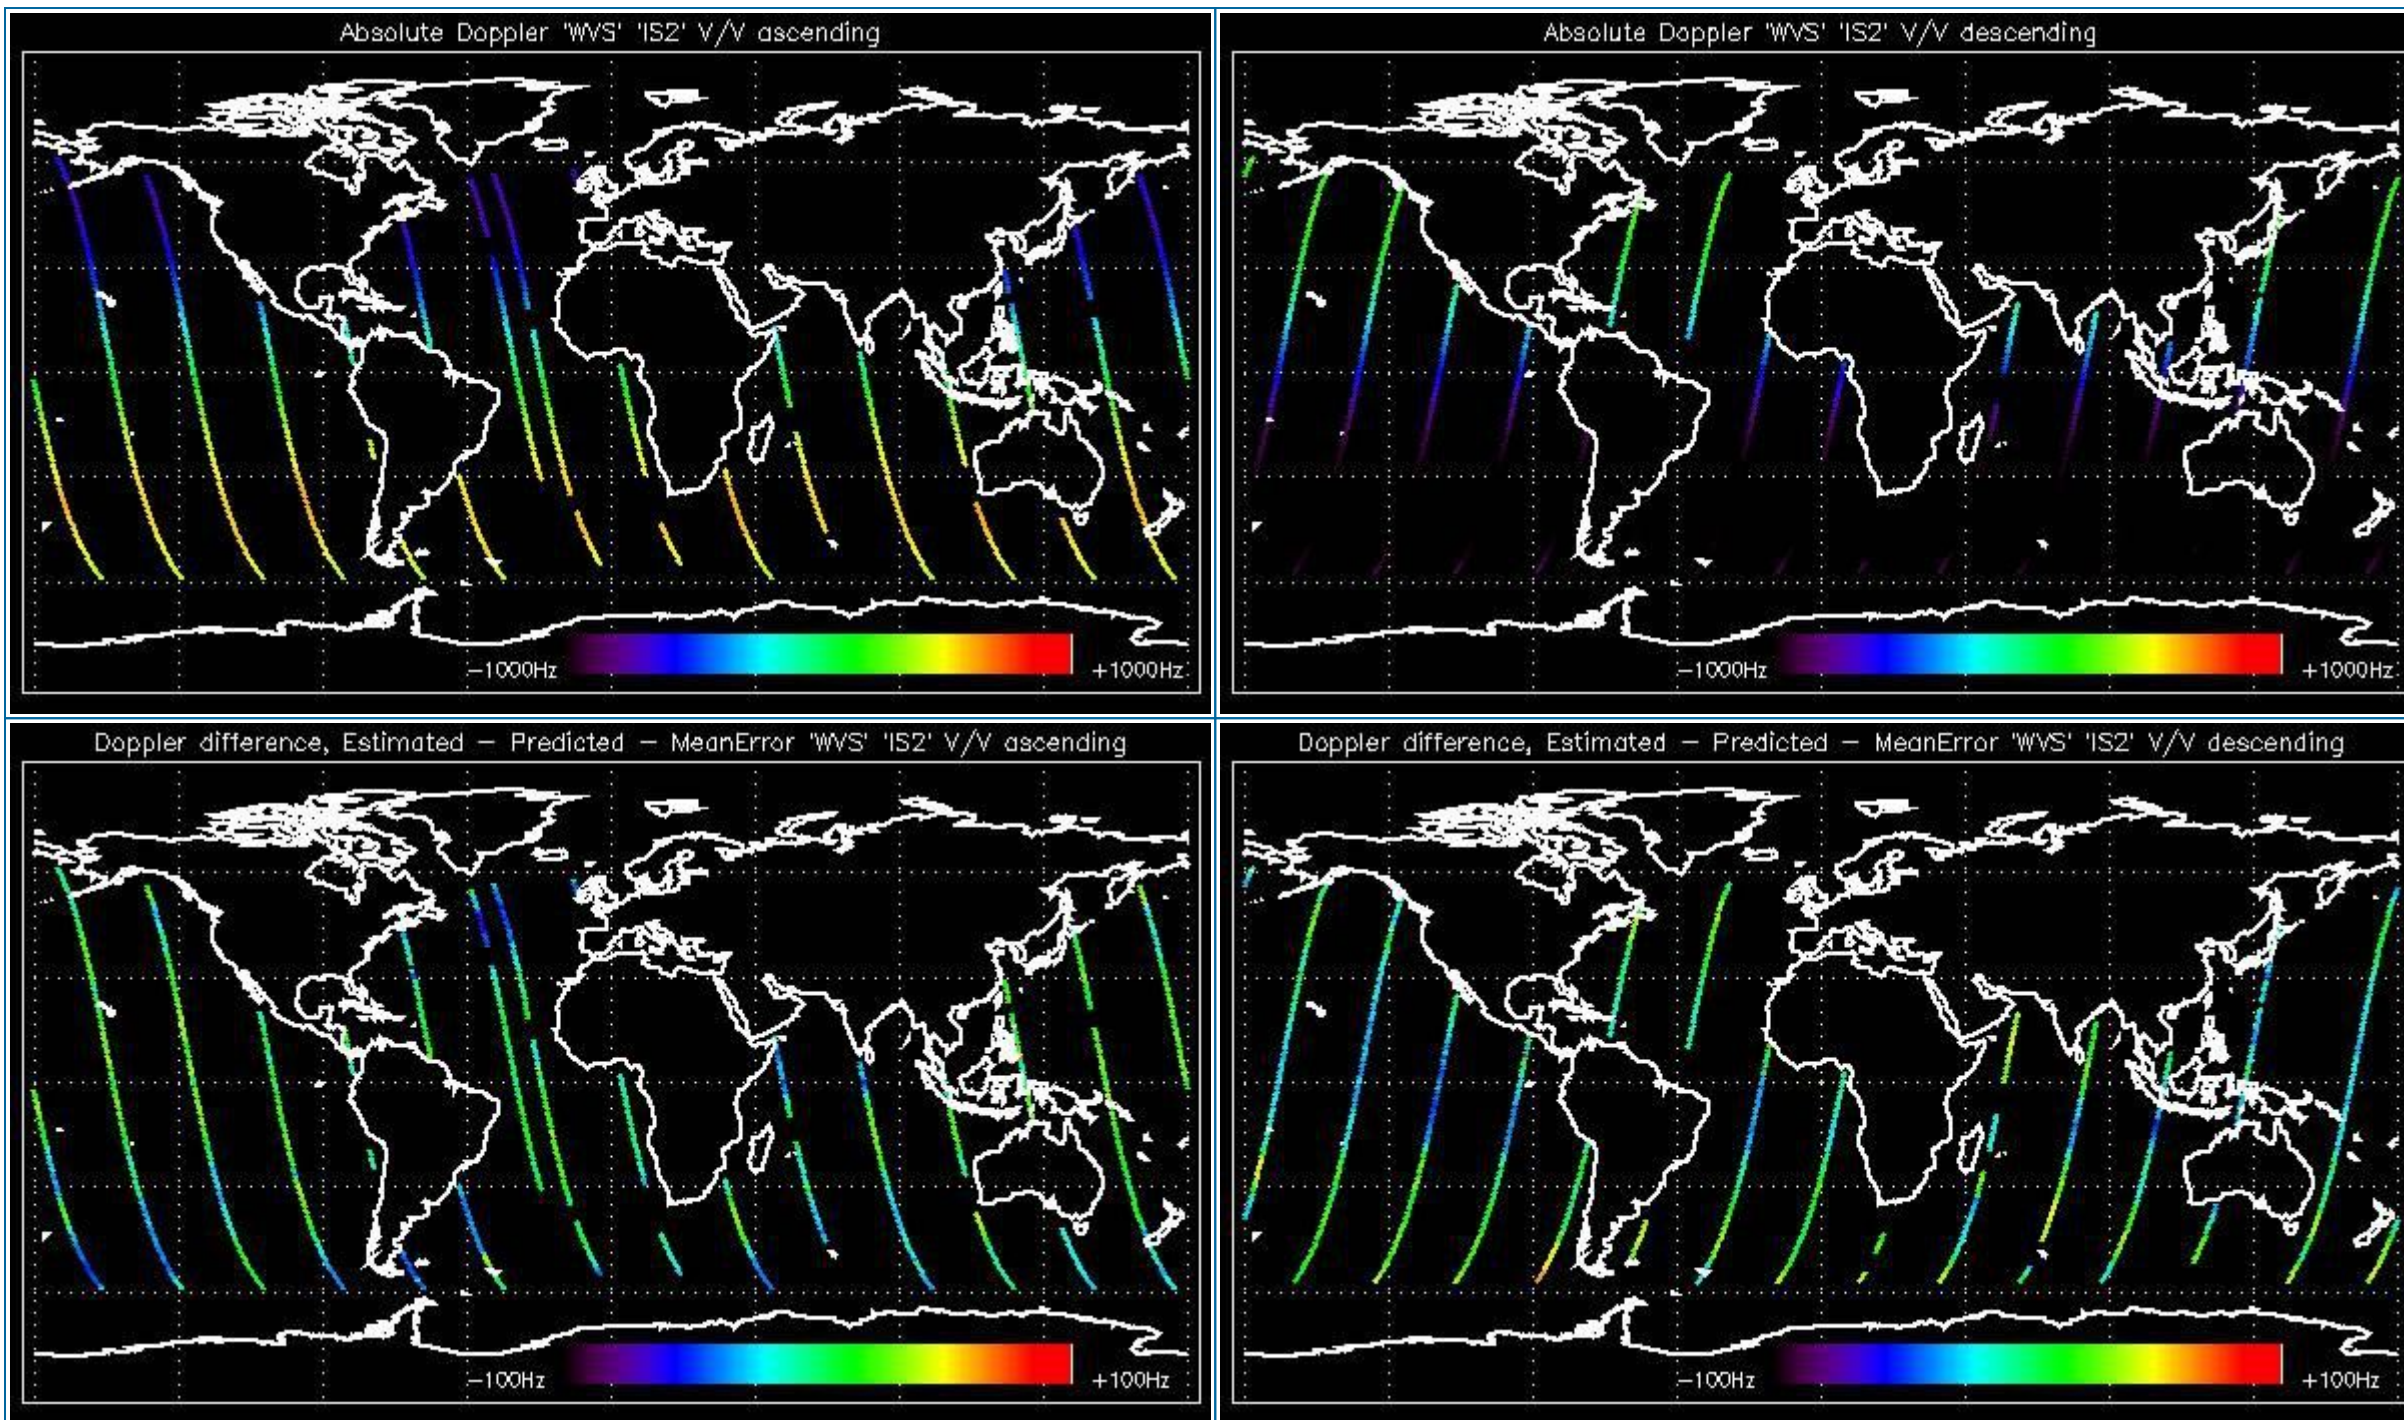 Absolute Doppler 'WVS' 'IS2' V/V ascending
-1000Hz +1000Hz
Absolute Doppler 'WVS' 'IS2' V/V descending
-1000Hz +1000Hz
Doppler difference, Estimated - Predicted - MeanError 'WVS' 'IS2' V/V ascending
-100Hz +100Hz
Doppler difference, Estimated - Predicted - MeanError 'WVS' 'IS2' V/V descending
-100Hz +100Hz